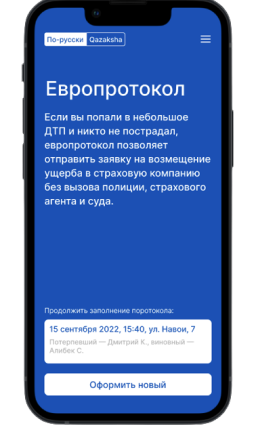 По-русски Qazaksha
Европротокол
Если вы попали в небольшое
ДТП и никто не пострадал,
европротокол позволяет
отправить заявку на возмещение
ущерба в страховую компанию
без вызова полиции, страхового
агента и суда.
Продолжить заполнение поротокола:
15 сентября 2022, 15:40, ул. Навои, 7
Потерпевший — Дмитрий К., виновный —
Алибек С.
Оформить новый